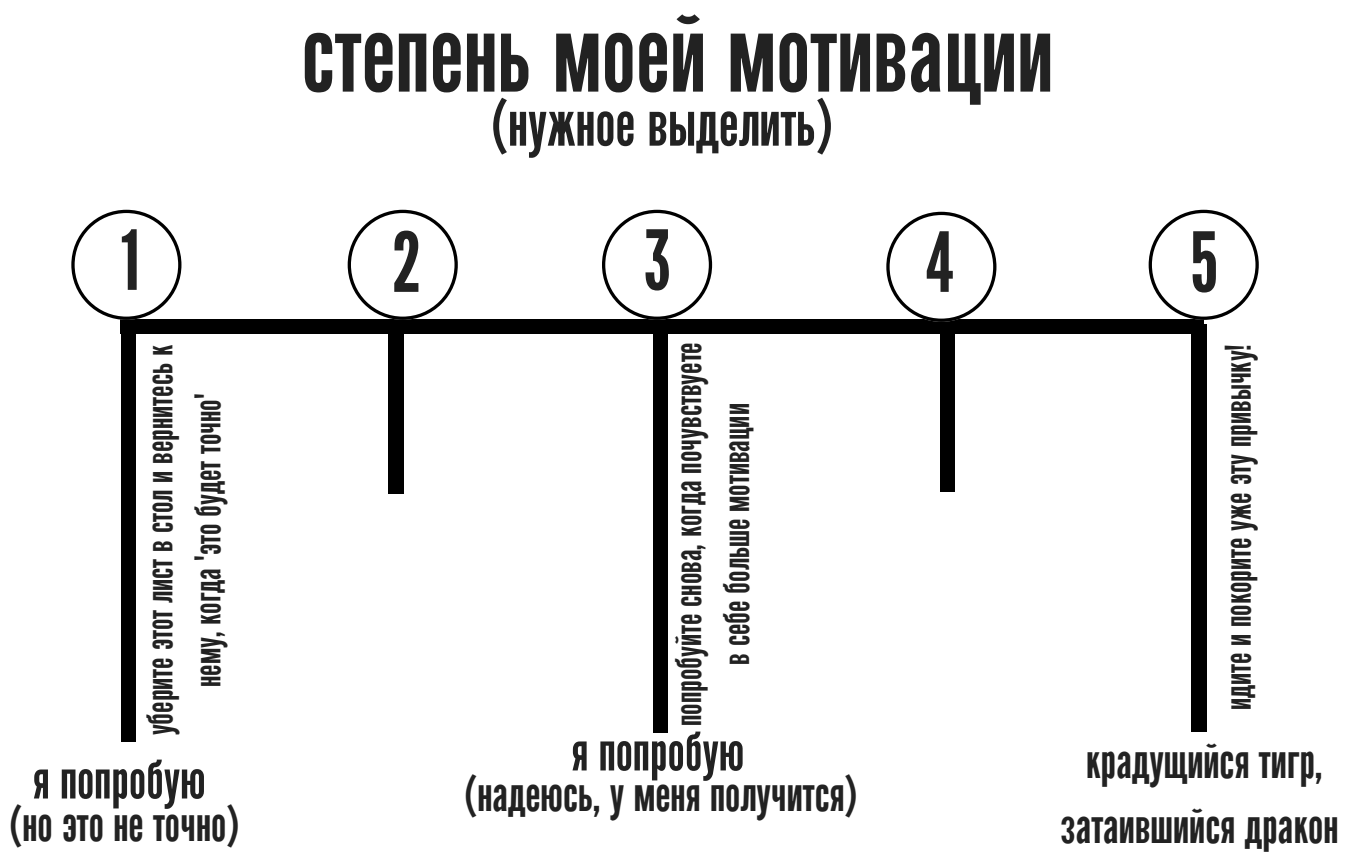 степень моей мотивации
(нужное выделить)
1
2
3
4
5
уберите этот лист в стол и вернитесь к
нему, когда 'это будет точно'
попробуйте снова, когда почувствуете
в себе больше мотивации
идите и покорите уже эту привычку!
я попробую
(но это не точно)
я попробую
(надеюсь, у меня получится)
крадущийся тигр,
затаившийся дракон